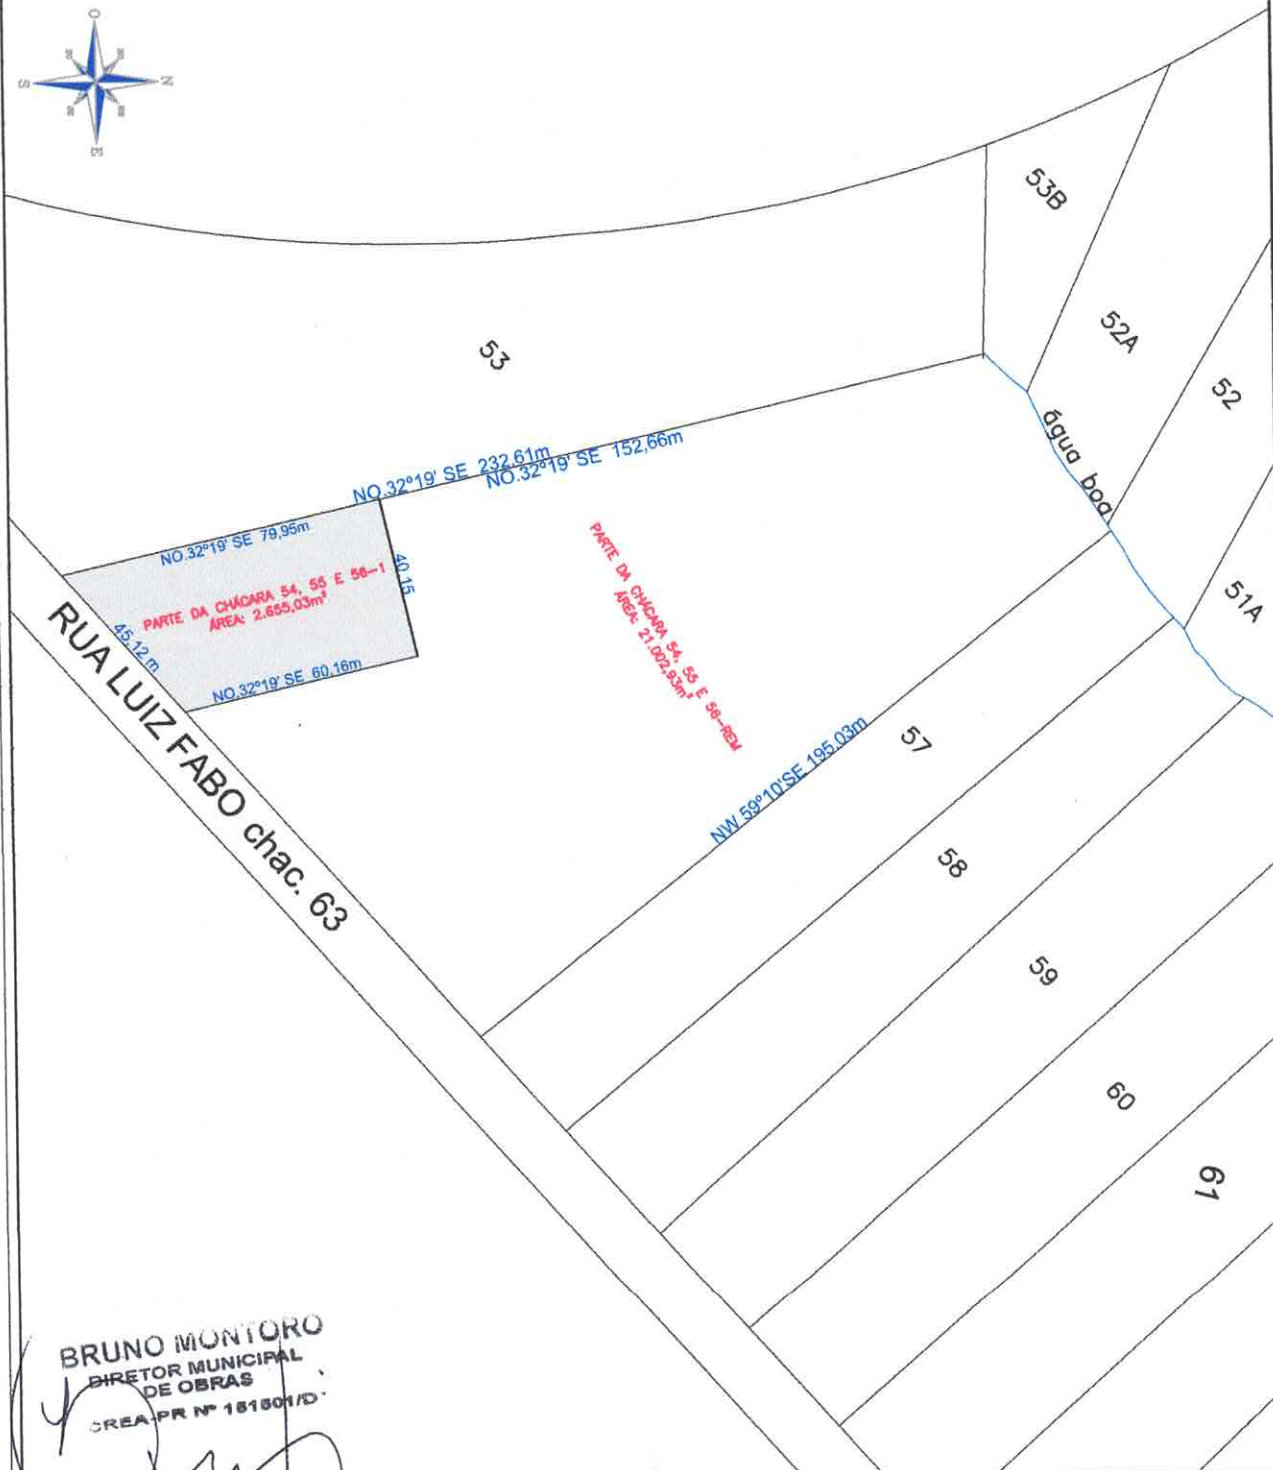 O
N
S
E
53B
52A
52
água boa
51A
53
NO.32°19' SE 232,61m
NO.32°19' SE 152,66m
NO.32°19' SE 79,95m
40,15
PARTE DA CHÁCARA 54, 55 E 56-1
ÁREA: 2.655,03m²
45,12 m
NO.32°19' SE 60,16m
PARTE DA CHÁCARA 54, 55 E 56-REM
ÁREA: 21.002,93m²
RUA LUIZ FABO chac. 63
NW 59°10'SE 195,03m
57
58
59
60
61
BRUNO MONTORO
DIRETOR MUNICIPAL
DE OBRAS
CREA-PR Nº 161601/D